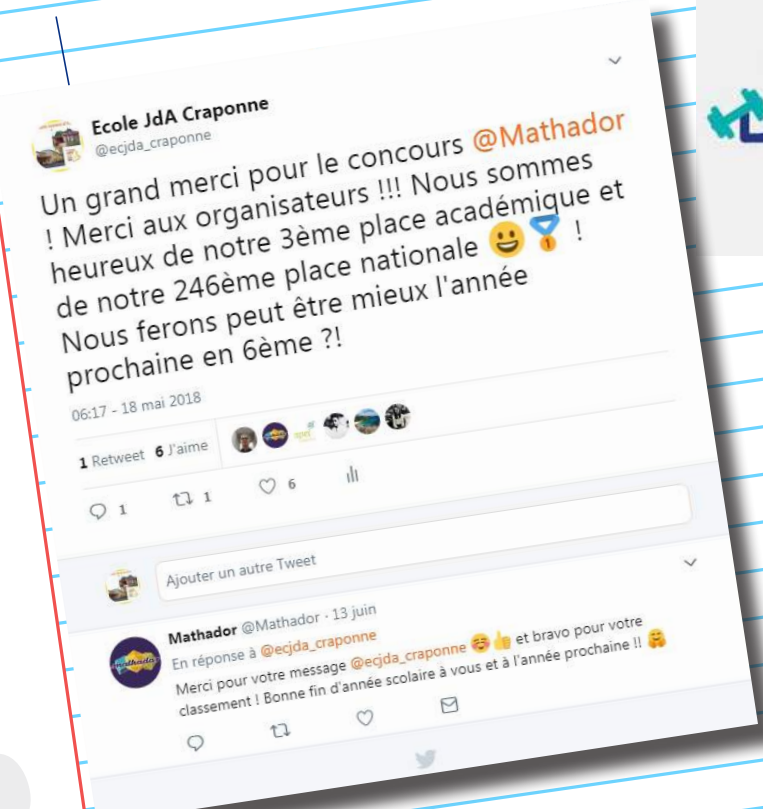 Ecole JdA Craponne
@ecjda_craponne
Un grand merci pour le concours @Mathador
! Merci aux organisateurs !!! Nous sommes
heureux de notre 3ème place académique et
de notre 246ème place nationale 😀🏅 !
Nous ferons peut être mieux l'année
prochaine en 6ème ?!
06:17 - 18 mai 2018
1 Retweet 6 J'aime
1 1 6
Ajouter un autre Tweet
Mathador @Mathador · 13 juin
En réponse à @ecjda_craponne
Merci pour votre message @ecjda_craponne 😊👍 et bravo pour votre
classement ! Bonne fin d'année scolaire à vous et à l'année prochaine !! 🤗
mathador